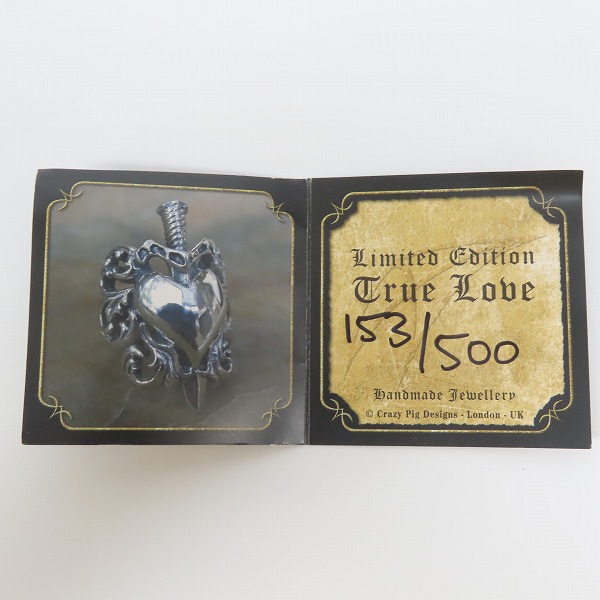 Limited Edition
True Love
153/500
Handmade Jewellery
© Crazy Pig Designs - London - UK